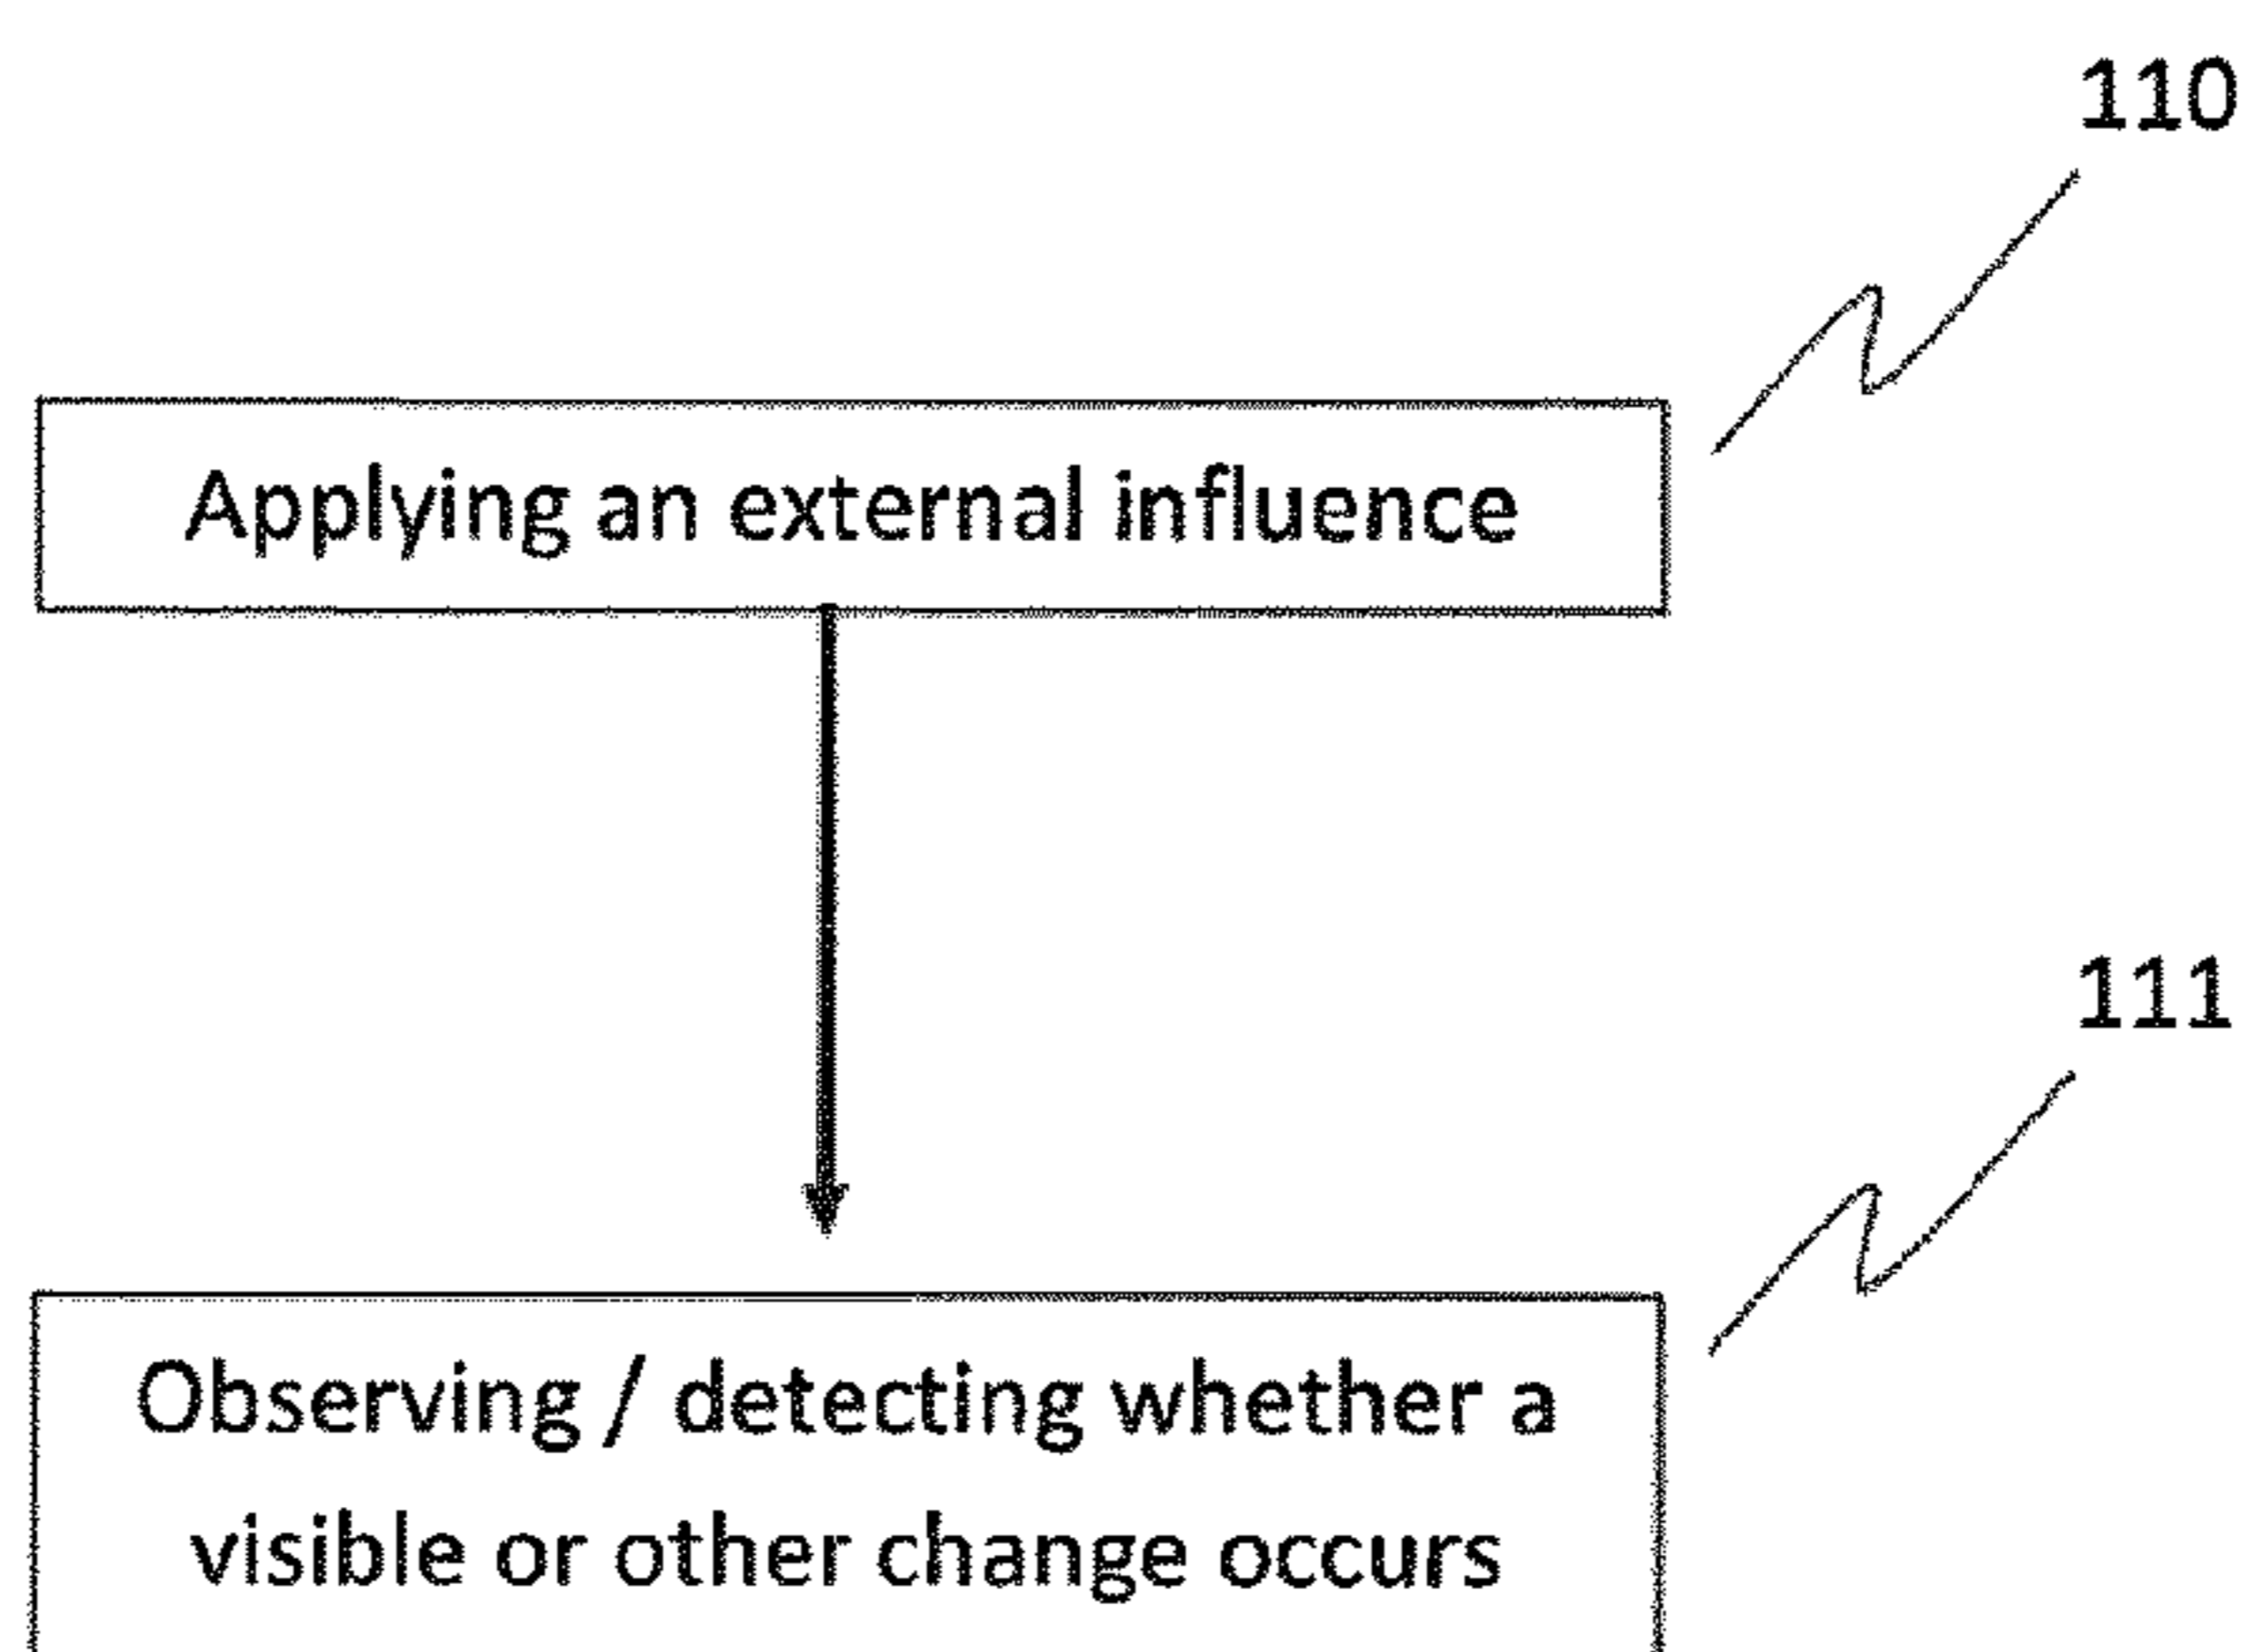 110
Applying an external influence
111
Observing / detecting whether a
visible or other change occurs